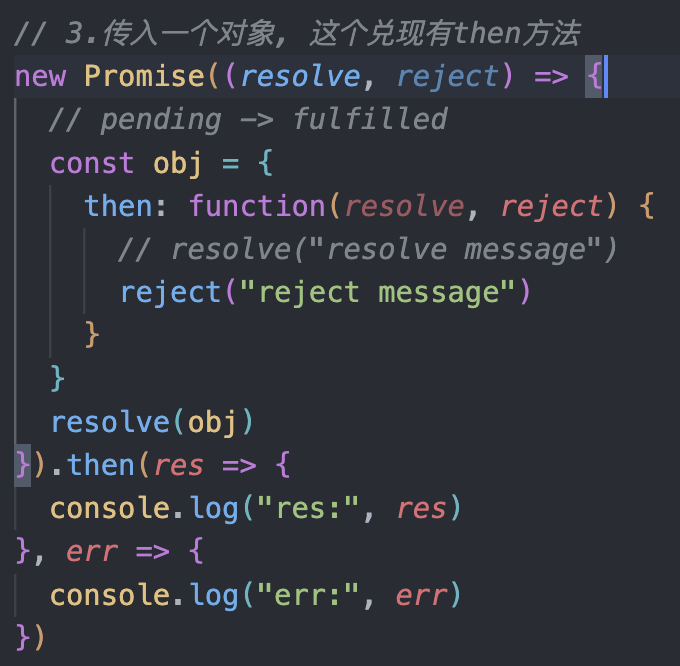 // 3.传入一个对象, 这个兑现有then方法
new Promise((resolve, reject) => {
  // pending -> fulfilled
  const obj = {
    then: function(resolve, reject) {
      // resolve("resolve message")
      reject("reject message")
    }
  }
  resolve(obj)
}).then(res => {
  console.log("res:", res)
}, err => {
  console.log("err:", err)
})